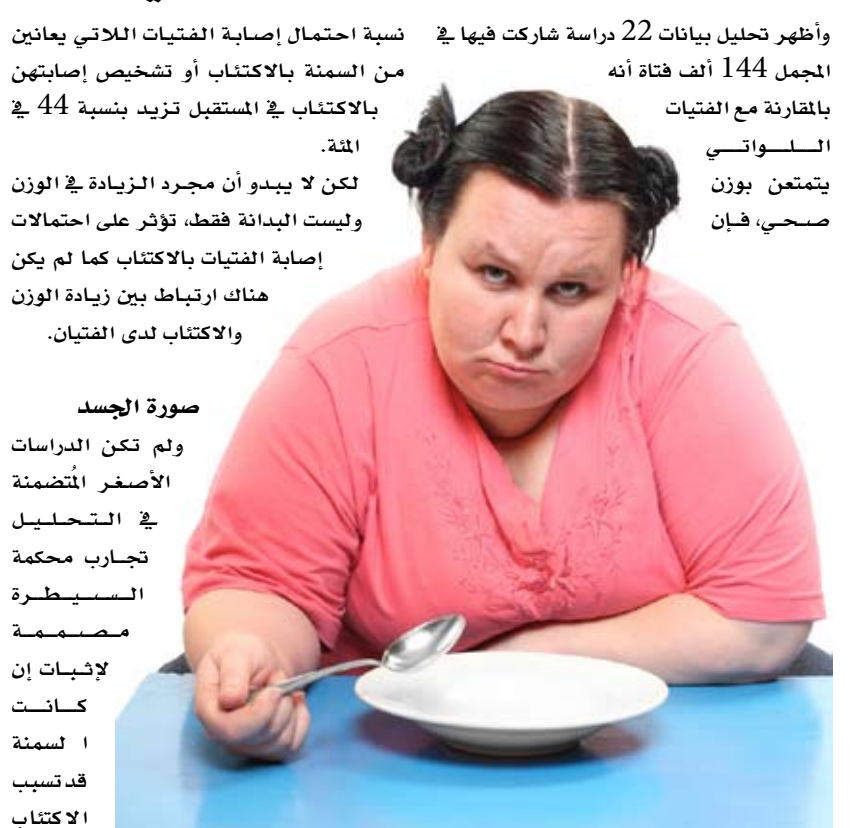 وأظهر تحليل بيانات 22 دراسة شاركت فيها في
المجمل 144 ألف فتاة أنه
بالمقارنة مع الفتيات
اللواتي
يتمتعن بوزن
صحي، فإن
نسبة احتمال إصابة الفتيات اللاتي يعانين
من السمنة بالاكتئاب أو تشخيص إصابتهن
بالاكتئاب في المستقبل تزيد بنسبة 44 في
المئة.
لكن لا يبدو أن مجرد الزيادة في الوزن
وليست البدانة فقط، تؤثر على احتمالات
إصابة الفتيات بالاكتئاب كما لم يكن
هناك ارتباط بين زيادة الوزن
والاكتئاب لدى الفتيان.
صورة الجسد
ولم تكن الدراسات
الأصغر المُتضمنة
في التحليل
تجارب محكمة
السيطرة
مصممة
لإثبات إن
كانت
ا لسمنة
قد تسبب
الاكتئاب